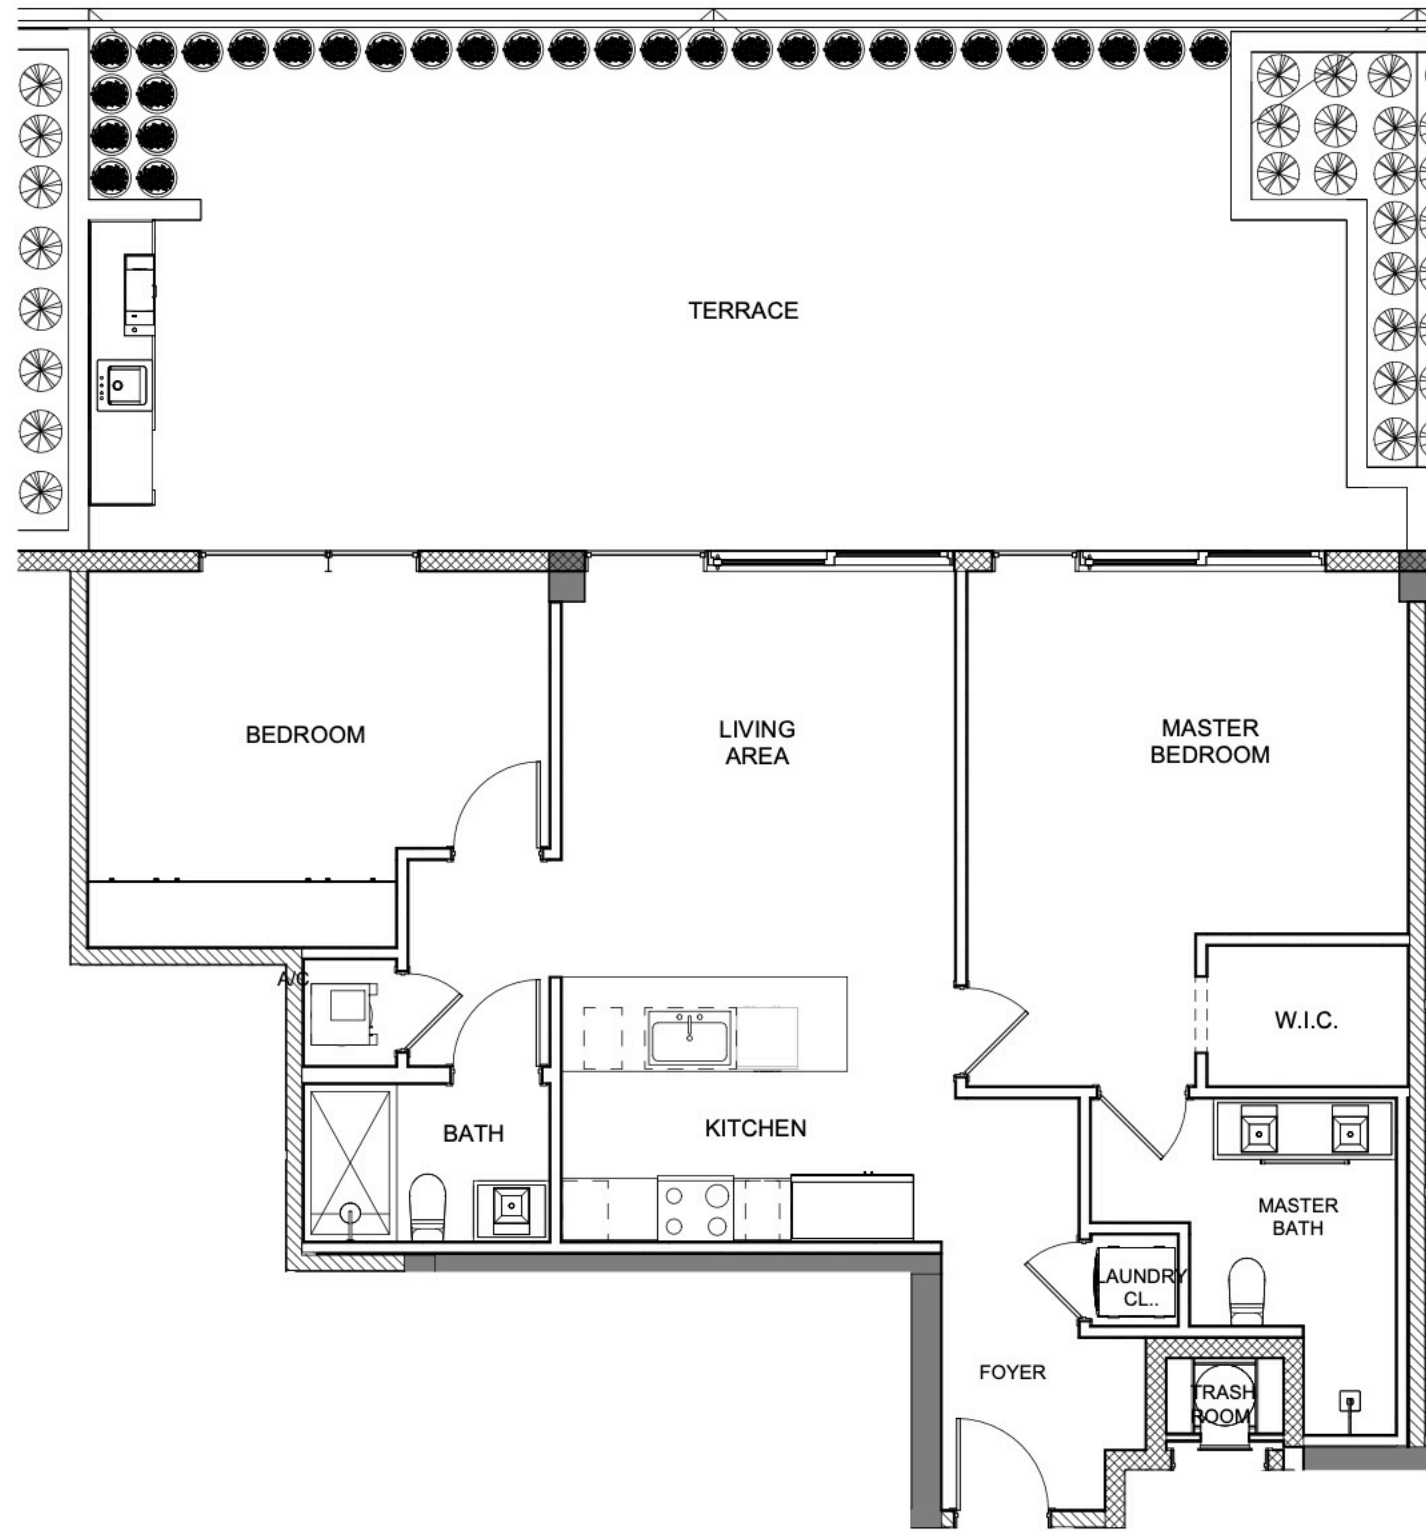 TERRACE
BEDROOM
LIVING
AREA
MASTER
BEDROOM
A/C
W.I.C.
BATH
KITCHEN
MASTER
BATH
LAUNDRY
CL..
FOYER
TRASH
ROOM